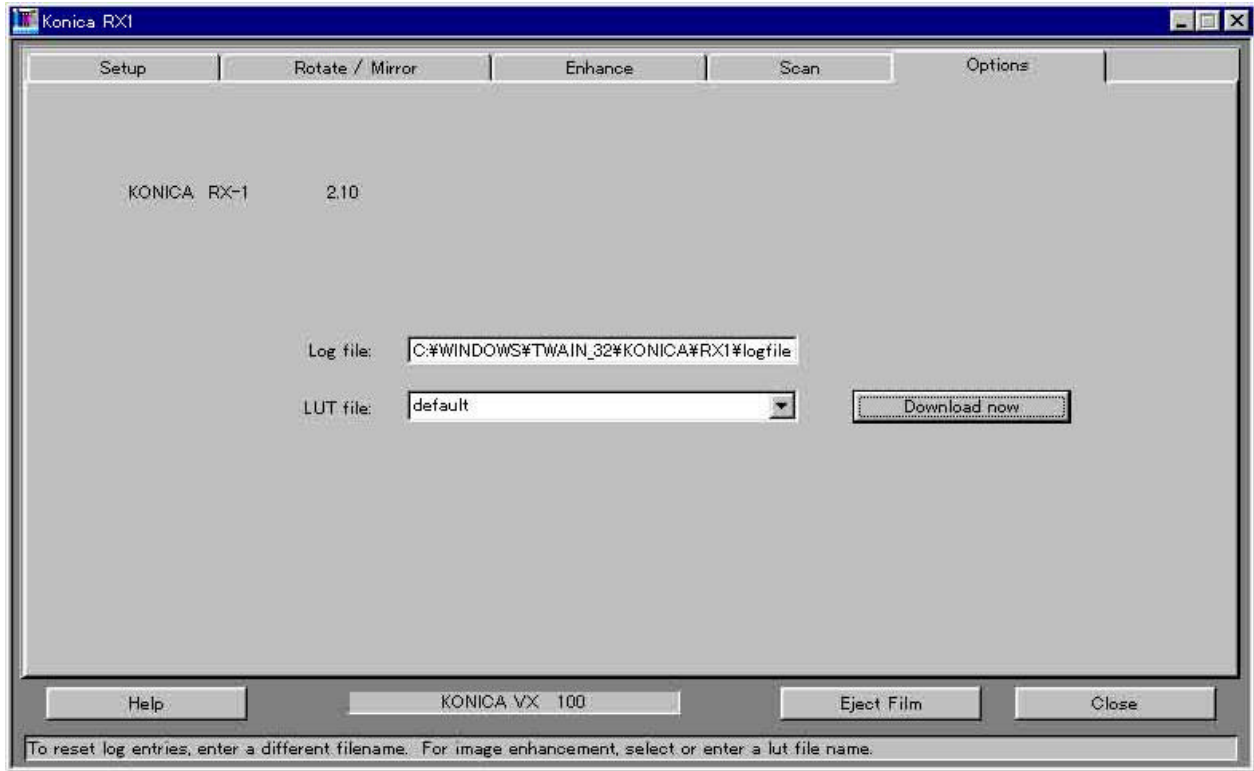 Konica RX1
Setup Rotate / Mirror Enhance Scan Options
KONICA RX-1 2.10
Log file: C:¥WINDOWS¥TWAIN_32¥KONICA¥RX1¥logfile
LUT file: default Download now
Help KONICA VX 100 Eject Film Close
To reset log entries, enter a different filename. For image enhancement, select or enter a lut file name.